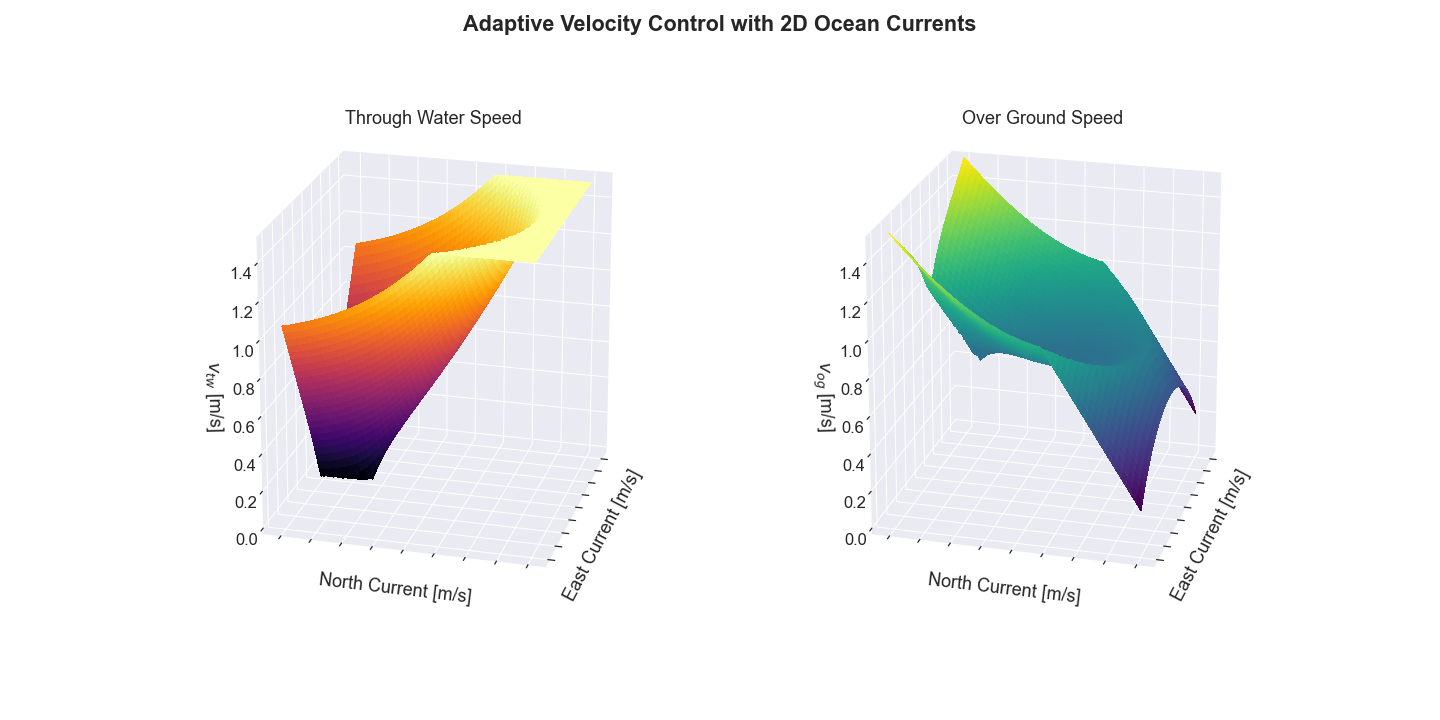 Adaptive Velocity Control with 2D Ocean Currents
Through Water Speed
1.4
1.2
1.0
0.8
0.6
0.4
0.2
0.0
v_tw [m/s]
North Current [m/s]
East Current [m/s]
Over Ground Speed
1.4
1.2
1.0
0.8
0.6
0.4
0.2
0.0
v_og [m/s]
North Current [m/s]
East Current [m/s]